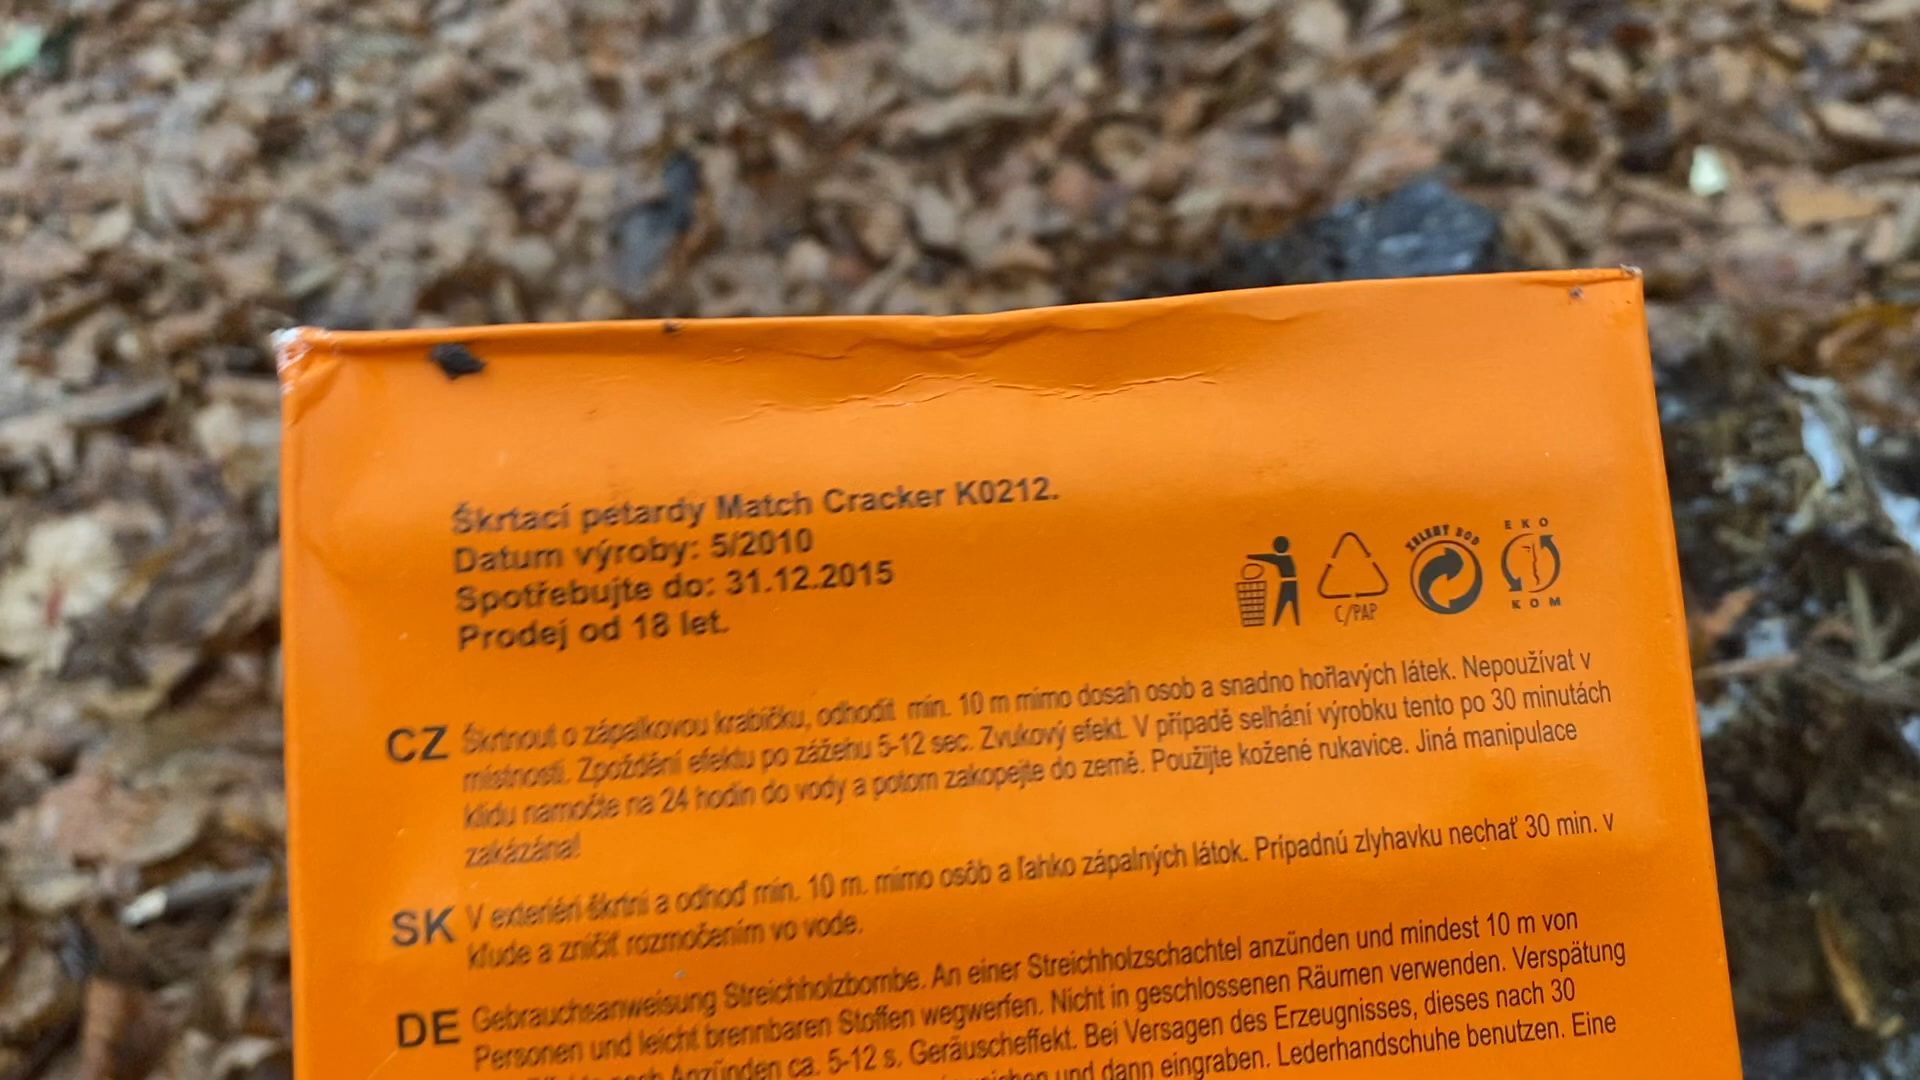 Škrtací petardy Match Cracker K0212.
Datum výroby: 5/2010
Spotřebujte do: 31.12.2015
Prodej od 18 let.
C/PAP
ZELENÝ BOD
EKO
KOM
CZ Škrtnout o zápalkovou krabičku, odhodit min. 10 m mimo dosah osob a snadno hořlavých látek. Nepoužívat v
místnosti. Zpoždění efektu po zážehu 5-12 sec. Zvukový efekt. V případě selhání výrobku tento po 30 minutách
klidu namočte na 24 hodin do vody a potom zakopejte do země. Použijte kožené rukavice. Jiná manipulace
zakázána!
SK V exteriéri škrtni a odhoď min. 10 m. mimo osôb a ľahko zápalných látok. Prípadnú zlyhavku nechať 30 min. v
kľude a zničiť rozmočením vo vode.
DE Gebrauchsanweisung Streichholzbombe. An einer Streichholzschachtel anzünden und mindest 10 m von
Personen und leicht brennbaren Stoffen wegwerfen. Nicht in geschlossenen Räumen verwenden. Verspätung
nach Anzünden ca. 5-12 s. Geräuscheffekt. Bei Versagen des Erzeugnisses, dieses nach 30
und dann eingraben. Lederhandschuhe benutzen. Eine